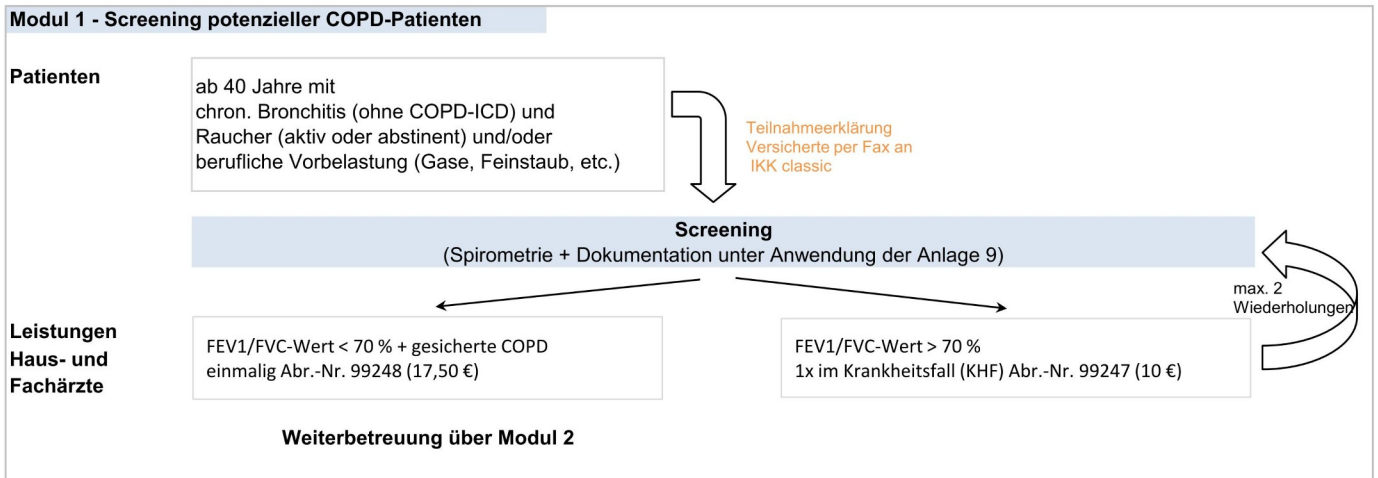 Modul 1 - Screening potenzieller COPD-Patienten
Patienten
ab 40 Jahre mit
chron. Bronchitis (ohne COPD-ICD) und
Raucher (aktiv oder abstinent) und/oder
berufliche Vorbelastung (Gase, Feinstaub, etc.)
Teilnahmeerklärung
Versicherte per Fax an
IKK classic
Screening
(Spirometrie + Dokumentation unter Anwendung der Anlage 9)
max. 2
Wiederholungen
Leistungen
Haus- und
Fachärzte
FEV1/FVC-Wert < 70 % + gesicherte COPD
einmalig Abr.-Nr. 99248 (17,50 €)
FEV1/FVC-Wert > 70 %
1x im Krankheitsfall (KHF) Abr.-Nr. 99247 (10 €)
Weiterbetreuung über Modul 2